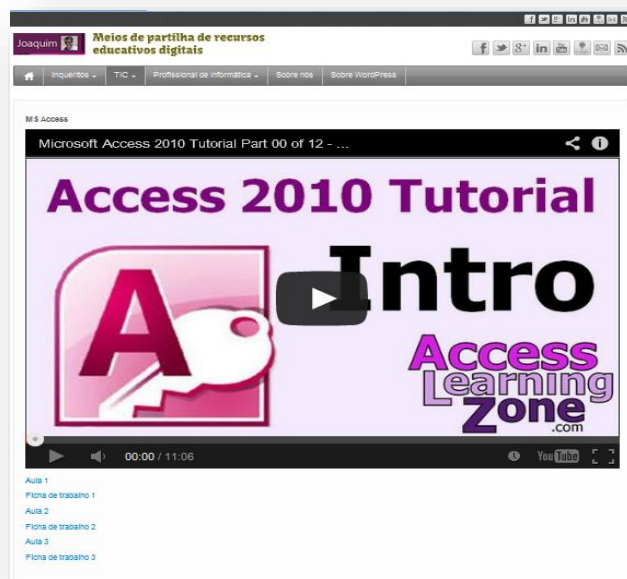 Joaquim
Meios de partilha de recursos
educativos digitais
Inqueritos
TIC
Profissional de informática
Sobre nós
Sobre WordPress
MS Access
Microsoft Access 2010 Tutorial Part 00 of 12 - ...
Access 2010 Tutorial
A
Intro
Access
Learning
Zone
.com
00:00 / 11:06
YouTube
Aula 1
Ficha de trabalho 1
Aula 2
Ficha de trabalho 2
Aula 3
Ficha de trabalho 3